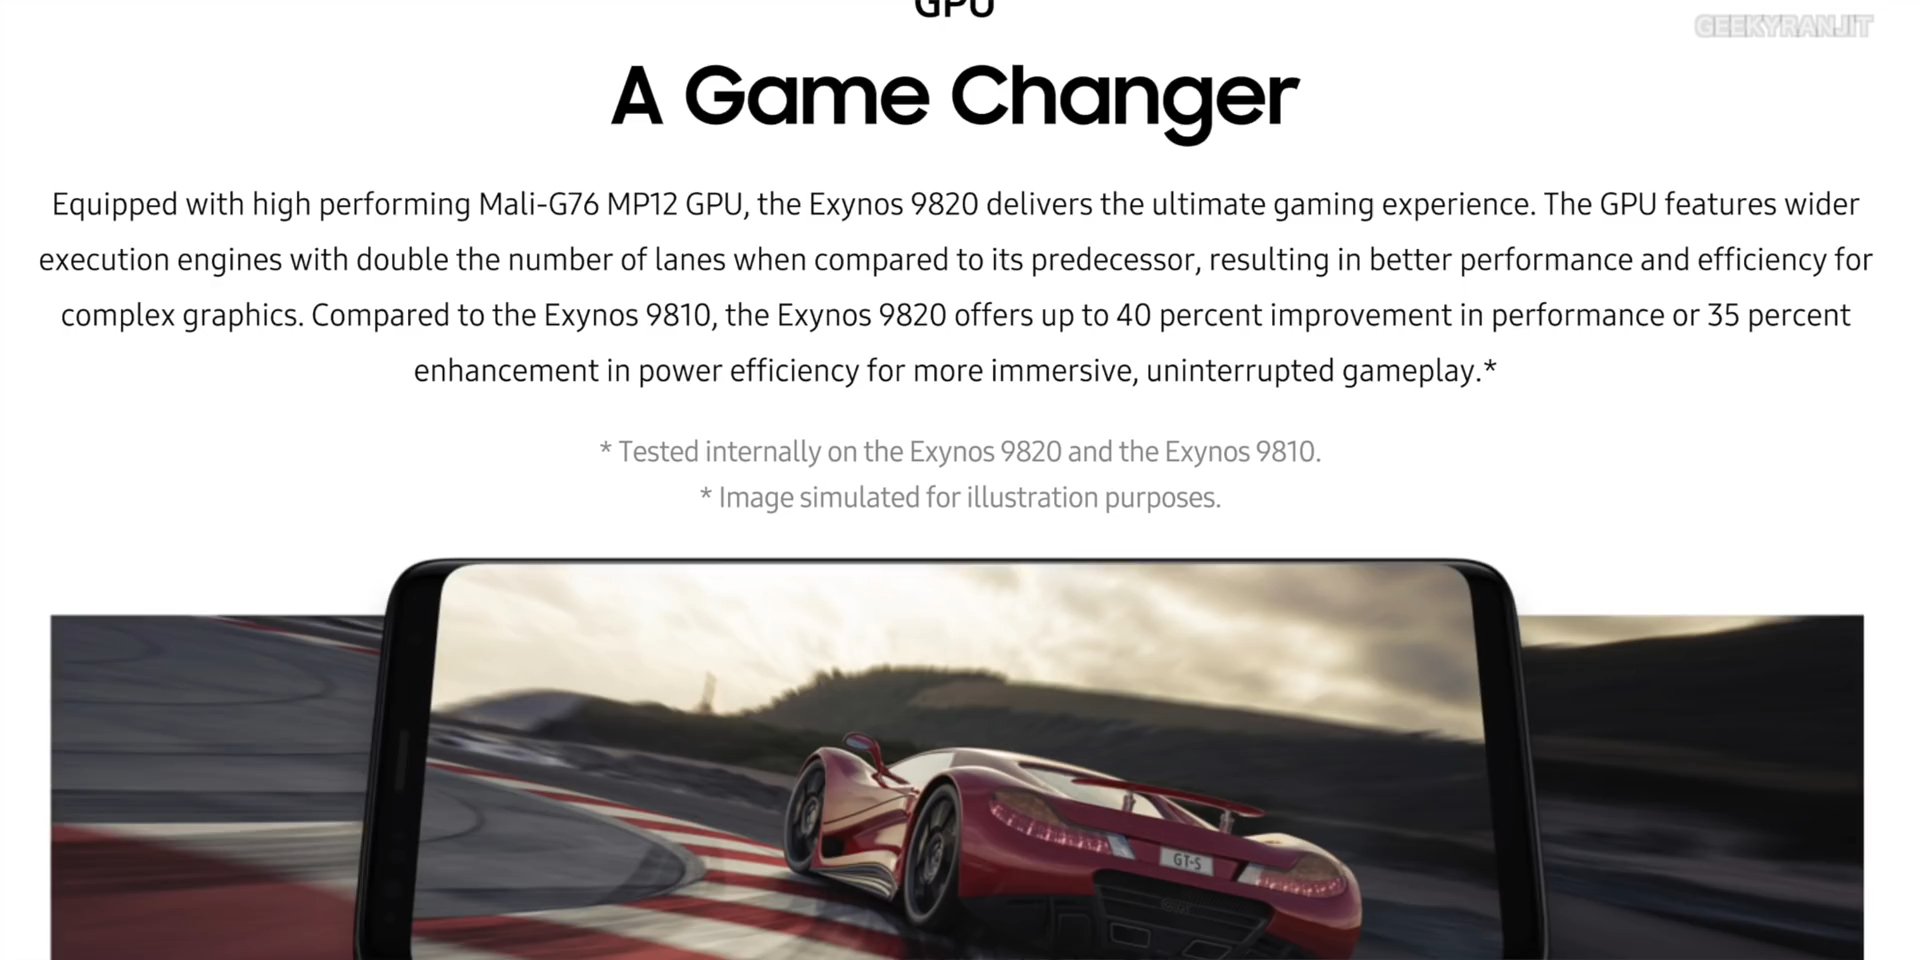 GPU
GEEKYRANJIT
A Game Changer
Equipped with high performing Mali-G76 MP12 GPU, the Exynos 9820 delivers the ultimate gaming experience. The GPU features wider
execution engines with double the number of lanes when compared to its predecessor, resulting in better performance and efficiency for
complex graphics. Compared to the Exynos 9810, the Exynos 9820 offers up to 40 percent improvement in performance or 35 percent
enhancement in power efficiency for more immersive, uninterrupted gameplay.*
* Tested internally on the Exynos 9820 and the Exynos 9810.
* Image simulated for illustration purposes.
GT-S